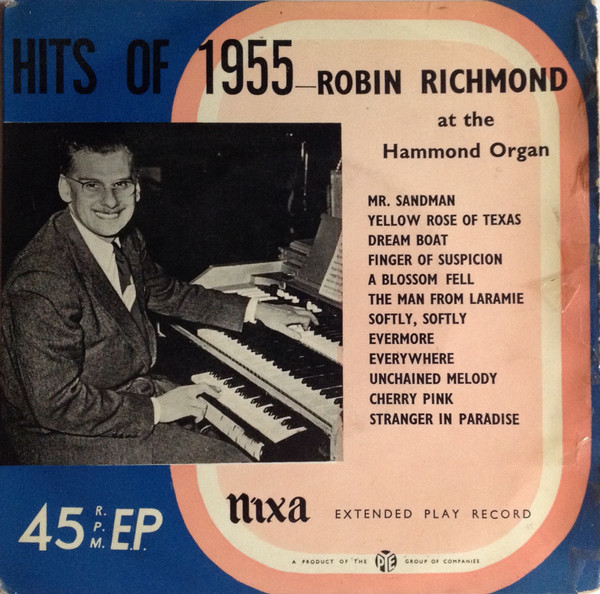 HITS OF 1955—ROBIN RICHMOND
at the
Hammond Organ
MR. SANDMAN
YELLOW ROSE OF TEXAS
DREAM BOAT
FINGER OF SUSPICION
A BLOSSOM FELL
THE MAN FROM LARAMIE
SOFTLY, SOFTLY
EVERMORE
EVERYWHERE
UNCHAINED MELODY
CHERRY PINK
STRANGER IN PARADISE
45 R.P.M. E.P.
nixa EXTENDED PLAY RECORD
A PRODUCT OF THE PYE GROUP OF COMPANIES